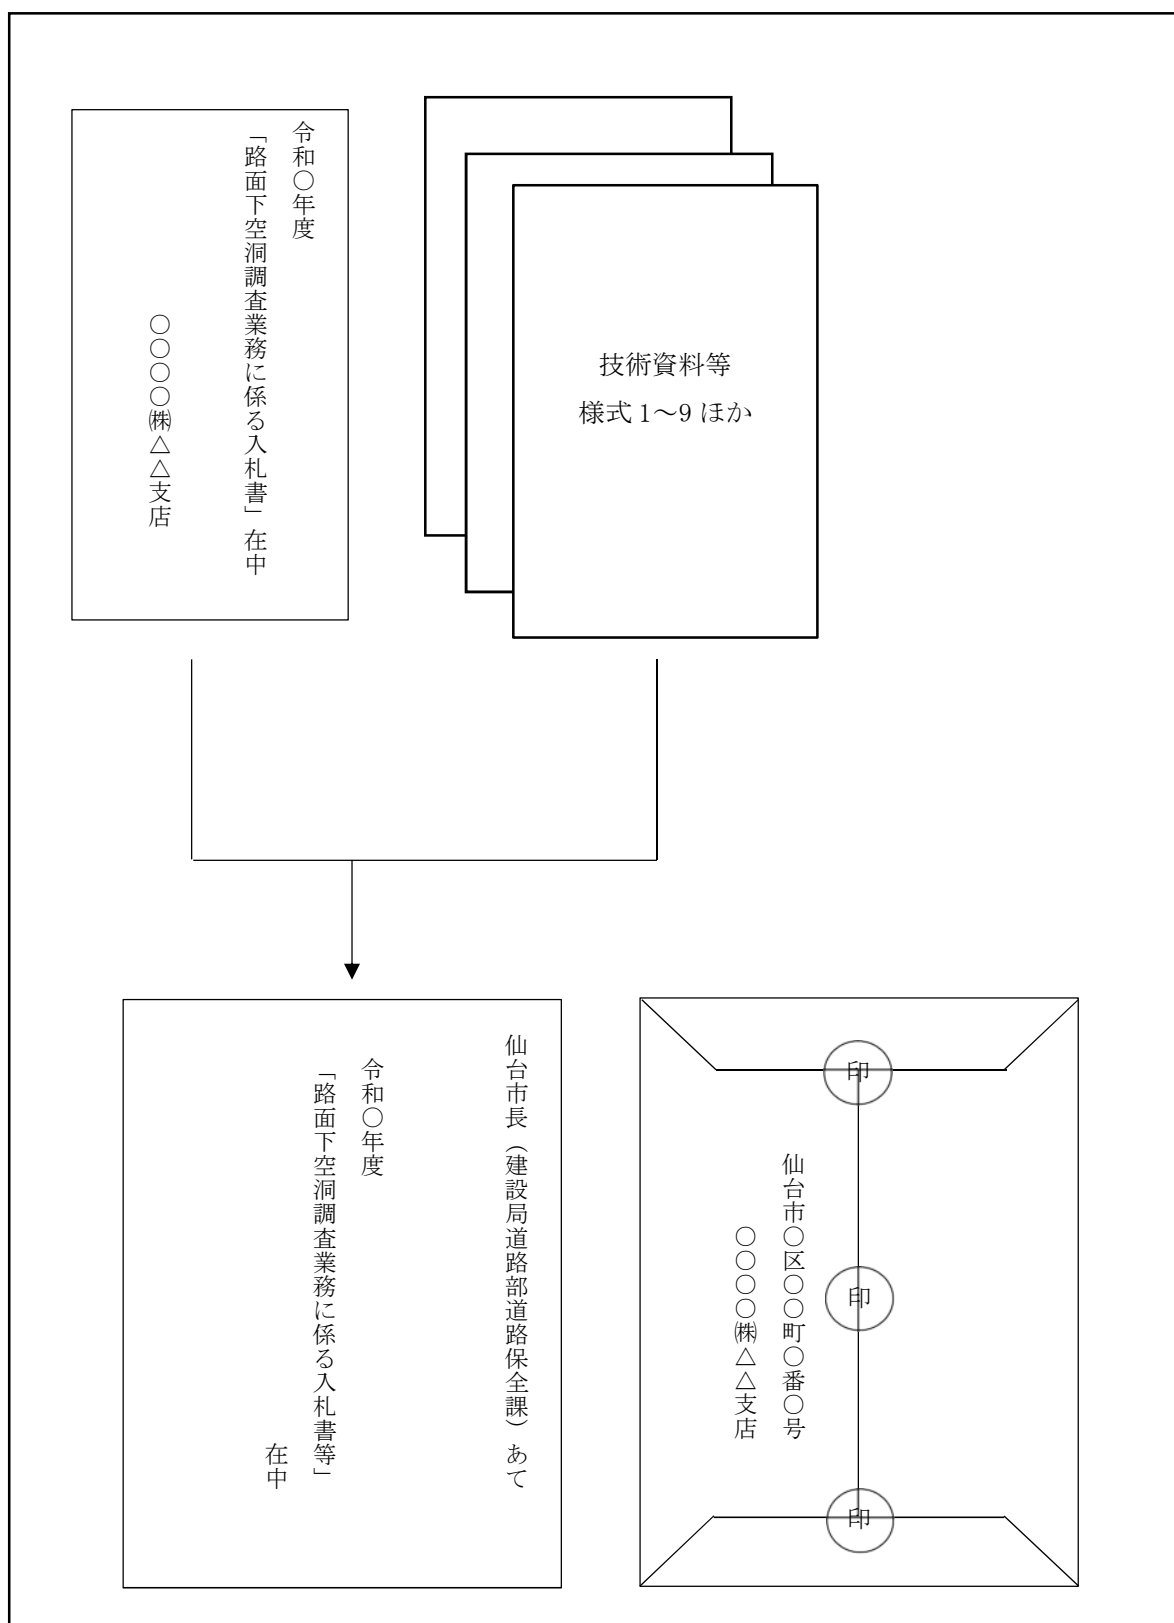 令和○年度
「路面下空洞調査業務に係る入札書」在中
○○○○㈱△△支店
技術資料等
様式 1～9 ほか
仙台市長（建設局道路部道路保全課）あて
令和○年度
「路面下空洞調査業務に係る入札書等」
在中
印
仙台市○区○○町○番○号
○○○○㈱△△支店
印
印